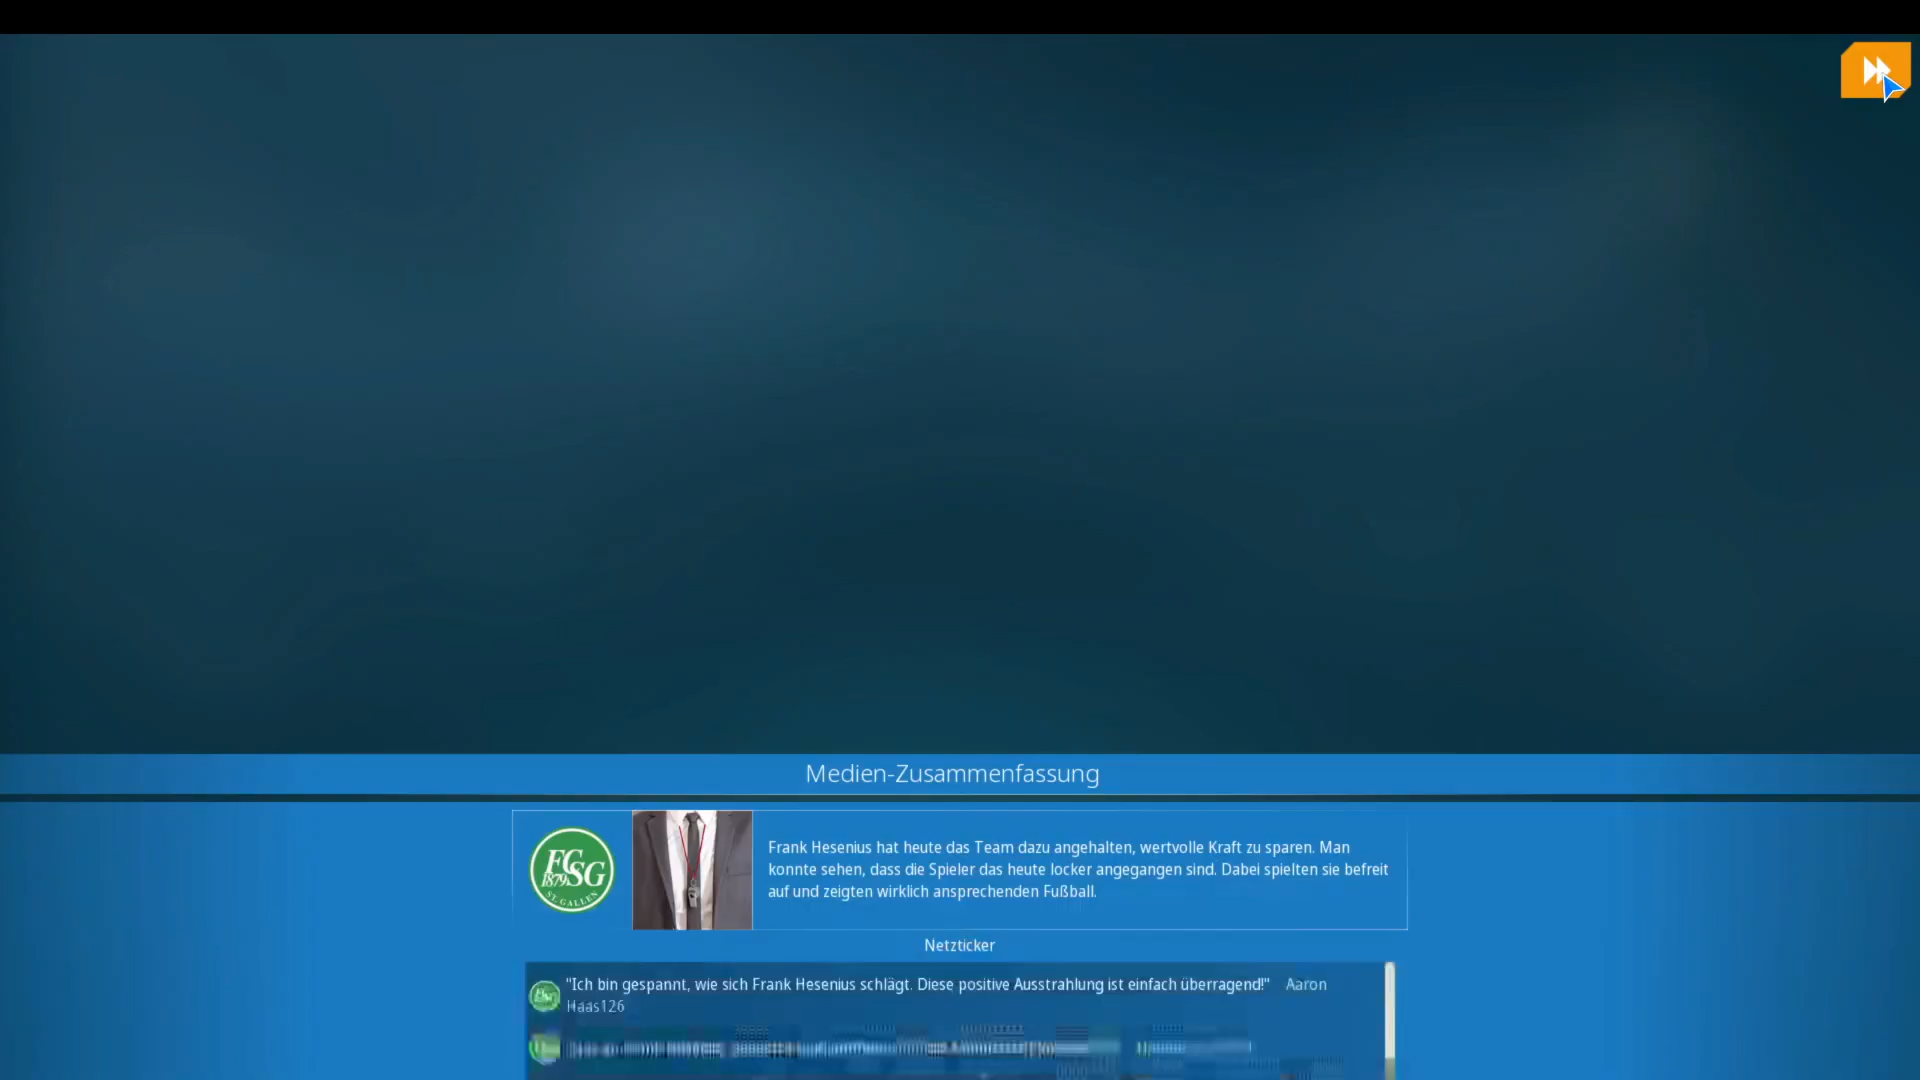 Medien-Zusammenfassung
FCSG
1879
ST. GALLEN
Frank Hesenius hat heute das Team dazu angehalten, wertvolle Kraft zu sparen. Man
konnte sehen, dass die Spieler das heute locker angegangen sind. Dabei spielten sie befreit
auf und zeigten wirklich ansprechenden Fußball.
Netzticker
"Ich bin gespannt, wie sich Frank Hesenius schlägt. Diese positive Ausstrahlung ist einfach überragend!" Aaron
Haas126